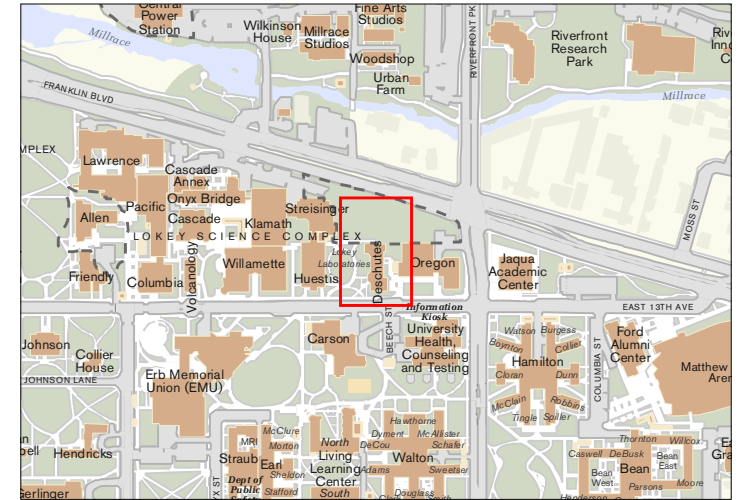 Central
Power
Station
Fine Arts
Studios
Wilkinson
House
Millrace
Studios
Millrace
Woodshop
Urban
Farm
RIVERFRONT PK
Riverfront
Research
Park
Millrace
FRANKLIN BLVD
MPLEX
Lawrence
Cascade
Annex
Onyx Bridge
Pacific
Allen
Cascade
Streisinger
Klamath
LOKEY SCIENCE COMPLEX
MOSS ST
Friendly
Columbia
Volcanology
Willamette
Huestis
Lokey
Laboratories
Deschutes
Oregon
Jaqua
Academic
Center
EAST 13TH AVE
Information
Kiosk
BEECH ST
University
Health,
Counseling
and Testing
Carson
Johnson
Collier
House
JOHNSON LANE
Erb Memorial
Union (EMU)
Watson
Burgess
Boynton
Collier
Hamilton
Cloran
Dunn
McClain
Robbins
Tingle
Spiller
COLUMBIA ST
Ford
Alumni
Center
Matthew
Aren
Hendricks
MRI
Straub
Earl
McClure
Morton
Sheldon
Stafford
Dept of
Public
North
Living
Learning
Center
South
Hawthorne
Dyment
McAlister
DeCou
Schafer
Walton
Adams
Sweetser
Douglass
Thornton
Willcox
Caswell
DeBusk
Bean
East
Bean
West
Bean
Parsons
Moore
Henderson
Gerlinger